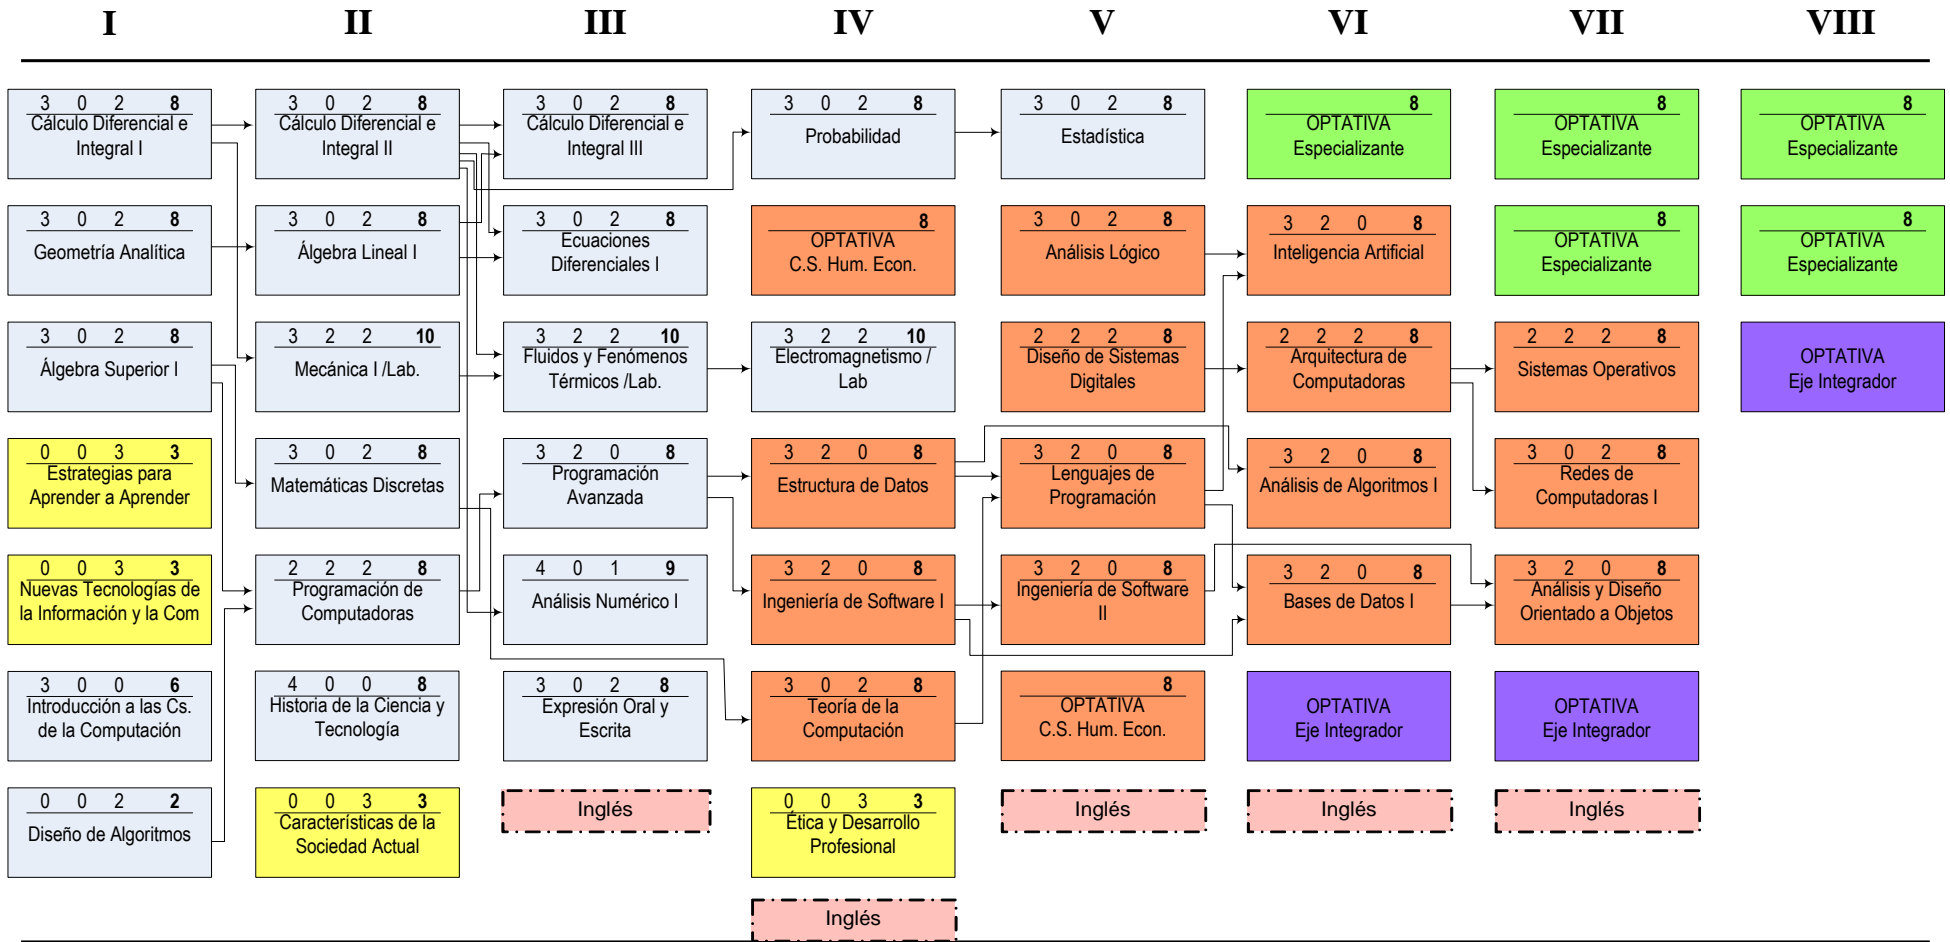 I II III IV V VI VII VIII
3 0 2 8
Cálculo Diferencial e
Integral I
3 0 2 8
Geometría Analítica
3 0 2 8
Álgebra Superior I
0 0 3 3
Estrategias para
Aprender a Aprender
0 0 3 3
Nuevas Tecnologías de
la Información y la Com
3 0 0 6
Introducción a las Cs.
de la Computación
0 0 2 2
Diseño de Algoritmos
3 0 2 8
Cálculo Diferencial e
Integral II
3 0 2 8
Álgebra Lineal I
3 2 2 10
Mecánica I /Lab.
3 0 2 8
Matemáticas Discretas
2 2 2 8
Programación de
Computadoras
4 0 0 8
Historia de la Ciencia y
Tecnología
0 0 3 3
Características de la
Sociedad Actual
3 0 2 8
Cálculo Diferencial e
Integral III
3 0 2 8
Ecuaciones
Diferenciales I
3 2 2 10
Fluidos y Fenómenos
Térmicos /Lab.
3 2 0 8
Programación
Avanzada
4 0 1 9
Análisis Numérico I
3 0 2 8
Expresión Oral y
Escrita
Inglés
3 0 2 8
Probabilidad
8
OPTATIVA
C.S. Hum. Econ.
3 2 2 10
Electromagnetismo /
Lab
3 2 0 8
Estructura de Datos
3 2 0 8
Ingeniería de Software I
3 0 2 8
Teoría de la
Computación
0 0 3 3
Ética y Desarrollo
Profesional
Inglés
3 0 2 8
Estadística
3 0 2 8
Análisis Lógico
2 2 2 8
Diseño de Sistemas
Digitales
3 2 0 8
Lenguajes de
Programación
3 2 0 8
Ingeniería de Software
II
8
OPTATIVA
C.S. Hum. Econ.
Inglés
8
OPTATIVA
Especializante
3 2 0 8
Inteligencia Artificial
2 2 2 8
Arquitectura de
Computadoras
3 2 0 8
Análisis de Algoritmos I
3 2 0 8
Bases de Datos I
OPTATIVA
Eje Integrador
Inglés
8
OPTATIVA
Especializante
8
OPTATIVA
Especializante
2 2 2 8
Sistemas Operativos
3 0 2 8
Redes de
Computadoras I
3 2 0 8
Análisis y Diseño
Orientado a Objetos
OPTATIVA
Eje Integrador
Inglés
8
OPTATIVA
Especializante
8
OPTATIVA
Especializante
OPTATIVA
Eje Integrador